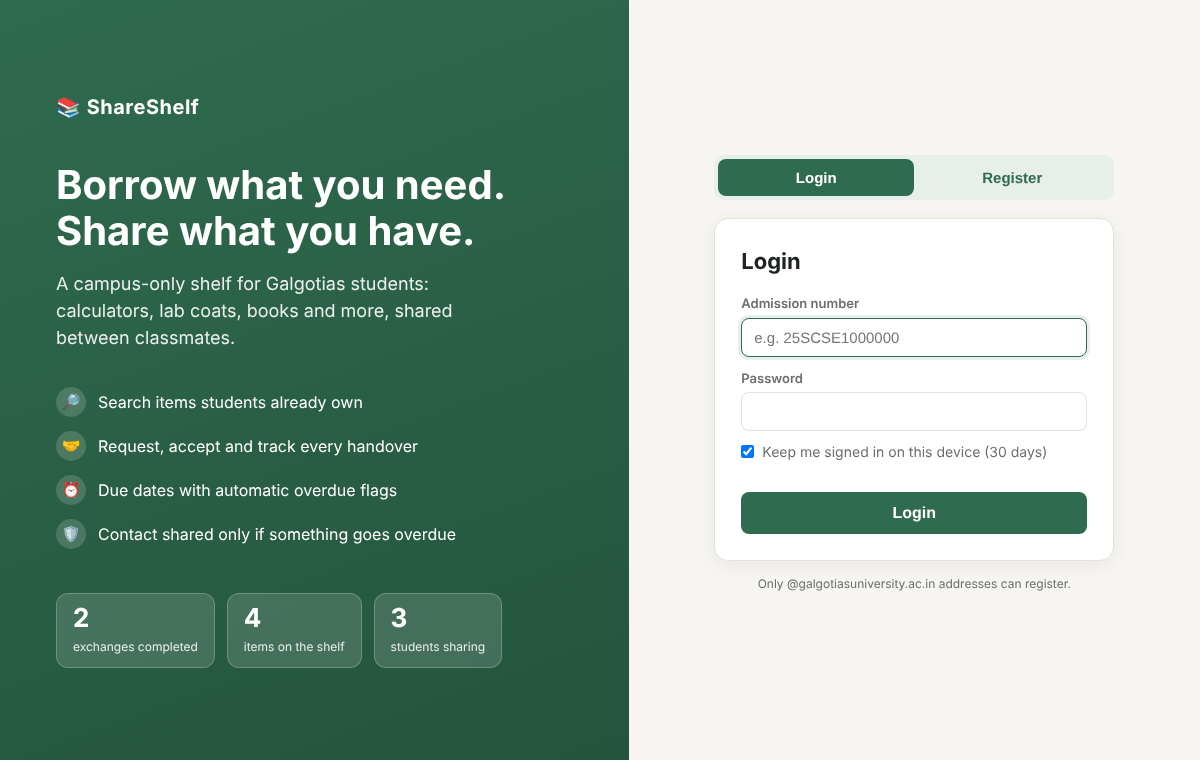 📚 ShareShelf
Borrow what you need.
Share what you have.
A campus-only shelf for Galgotias students:
calculators, lab coats, books and more, shared
between classmates.
🔎 Search items students already own
🤝 Request, accept and track every handover
⏰ Due dates with automatic overdue flags
🛡️ Contact shared only if something goes overdue
2
exchanges completed
4
items on the shelf
3
students sharing
Login
Register
Login
Admission number
e.g. 25SCSE1000000
Password
Keep me signed in on this device (30 days)
Login
Only @galgotiasuniversity.ac.in addresses can register.